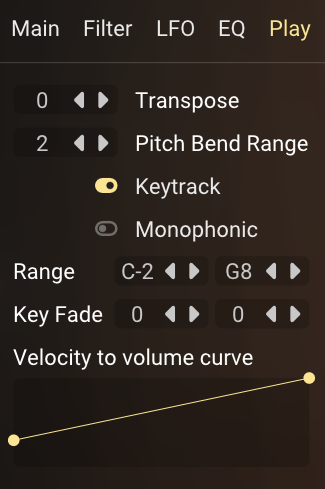 Main Filter LFO EQ Play
0 Transpose
2 Pitch Bend Range
Keytrack
Monophonic
Range C-2 G8
Key Fade 0 0
Velocity to volume curve